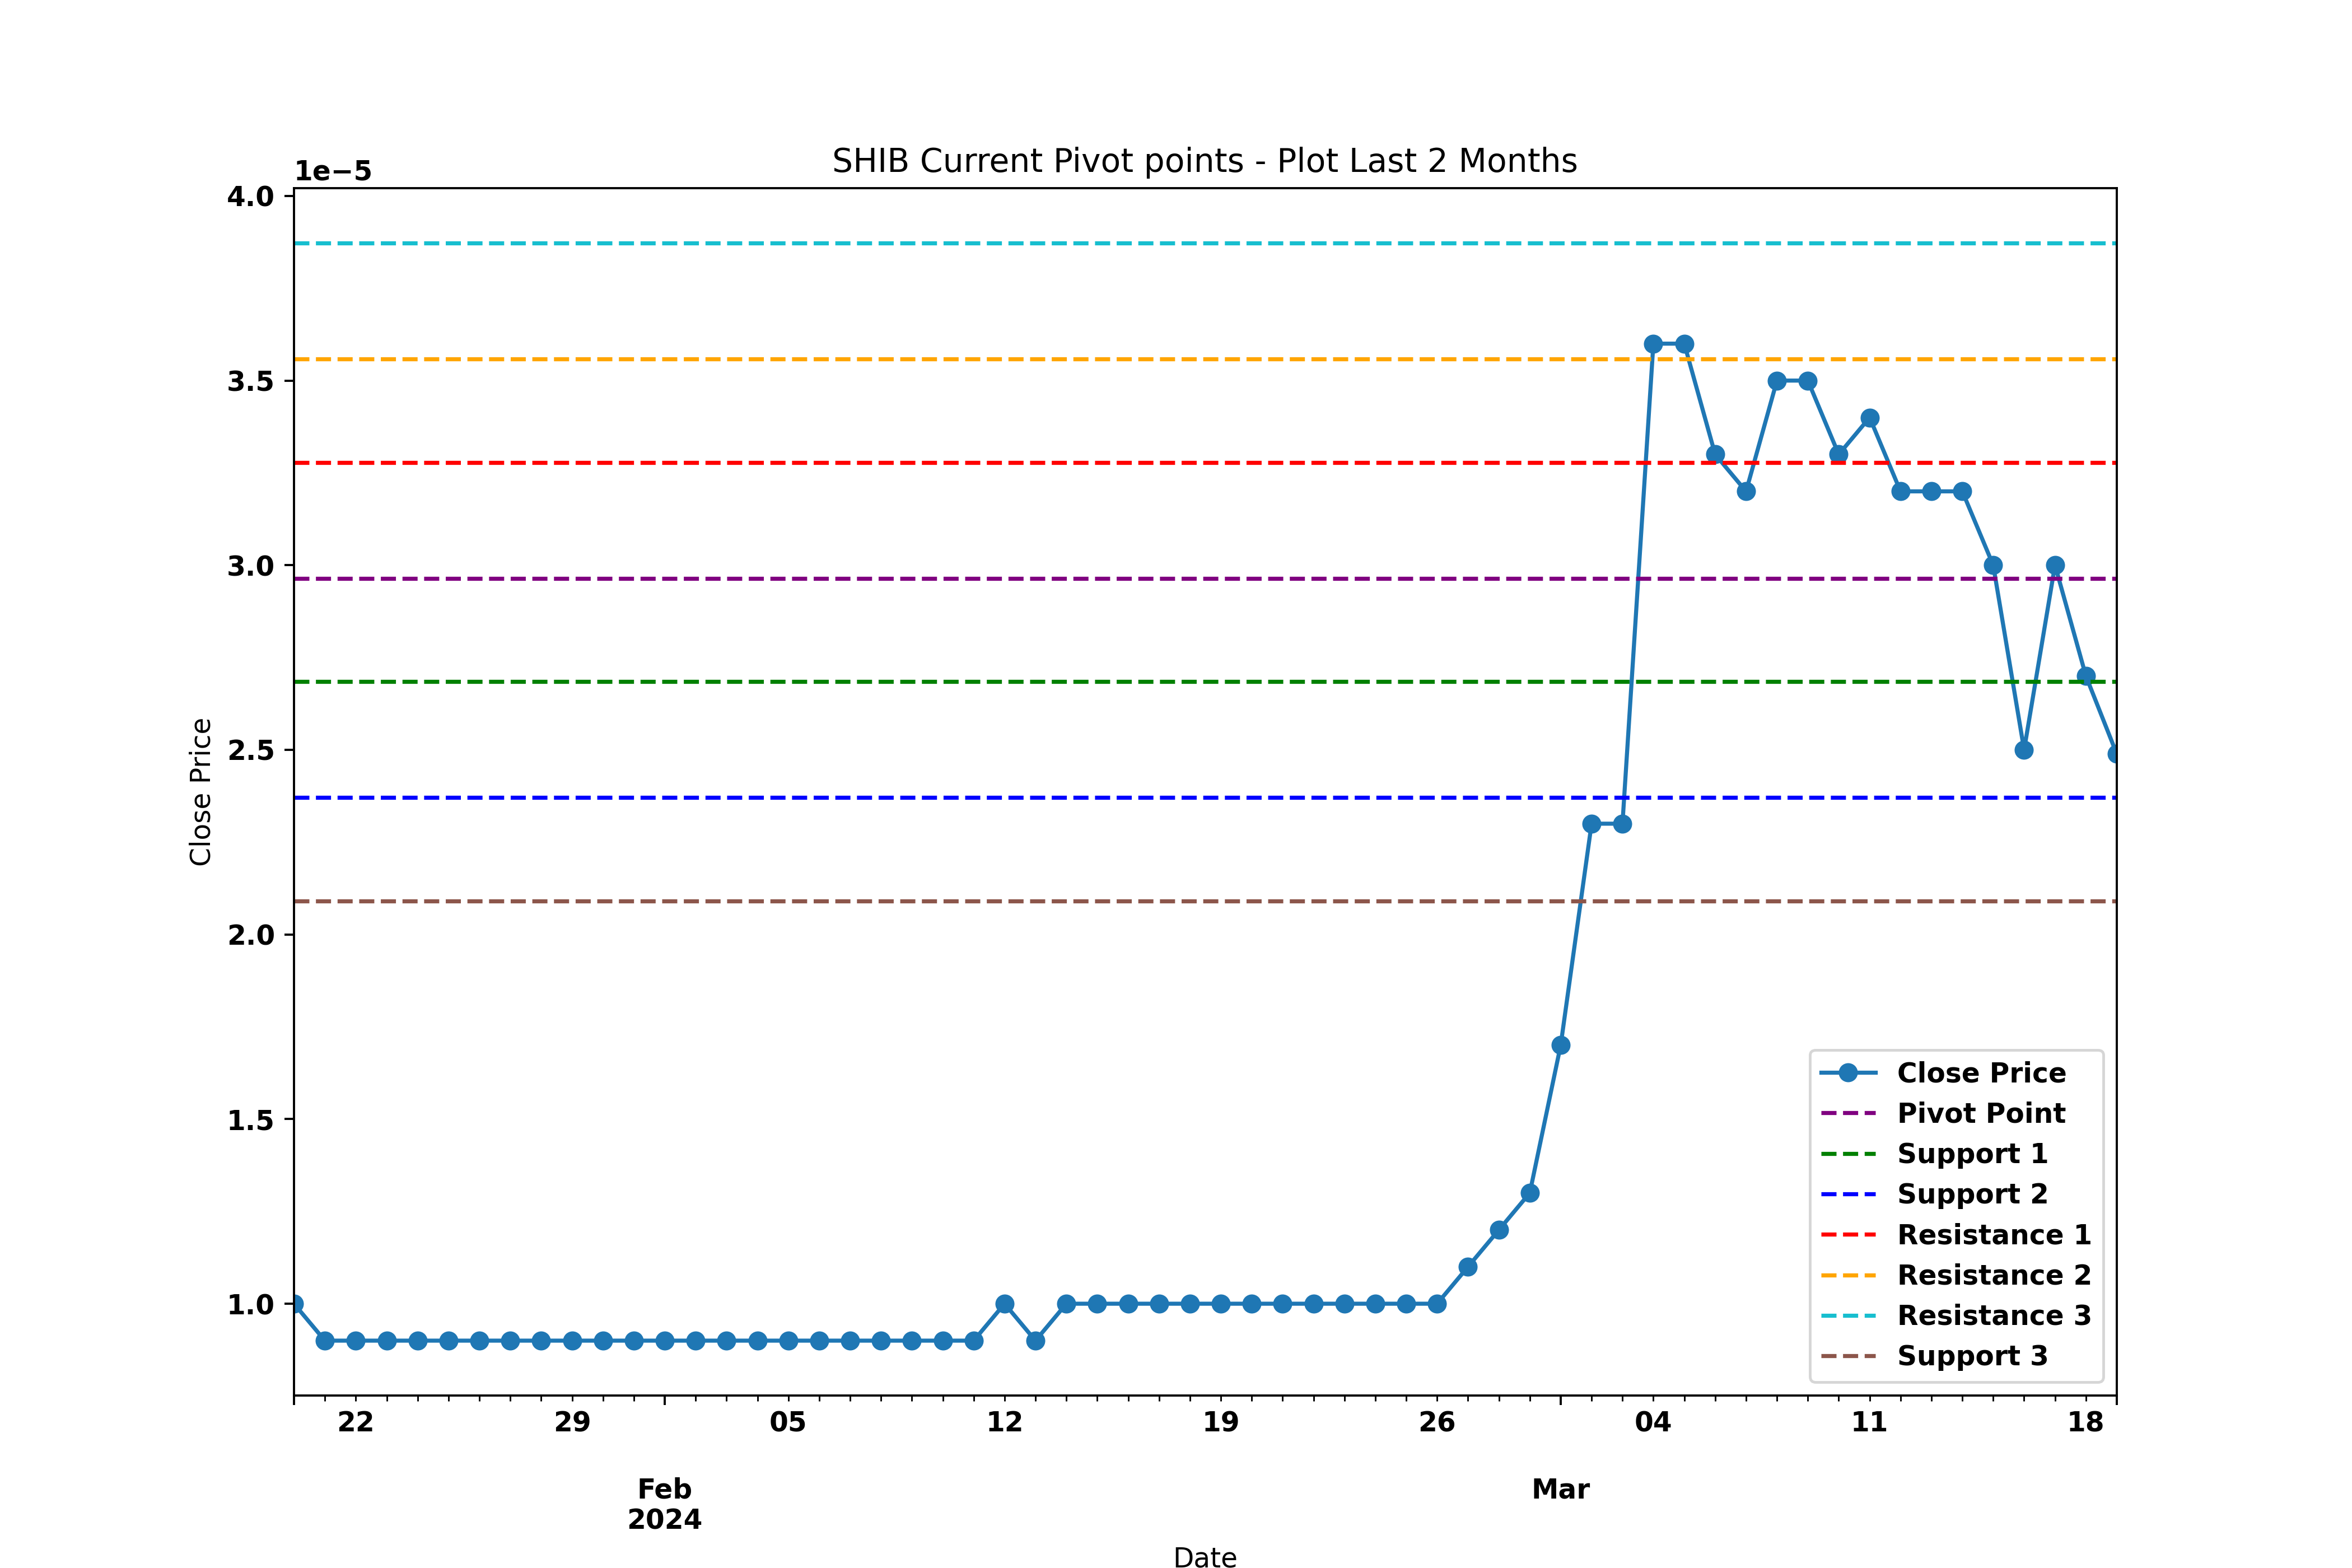 SHIB Current Pivot points - Plot Last 2 Months
1e−5
4.0
3.5
3.0
2.5
2.0
1.5
1.0
Close Price
Close Price
Pivot Point
Support 1
Support 2
Resistance 1
Resistance 2
Resistance 3
Support 3
22 29 05 12 19 26 04 11 18
Feb Mar
2024
Date